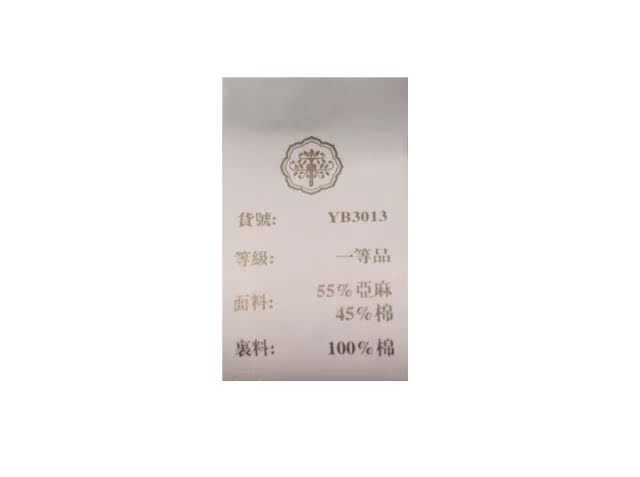 貨號: YB3013
等級: 一等品
面料: 55%亞麻
45%棉
裏料: 100%棉